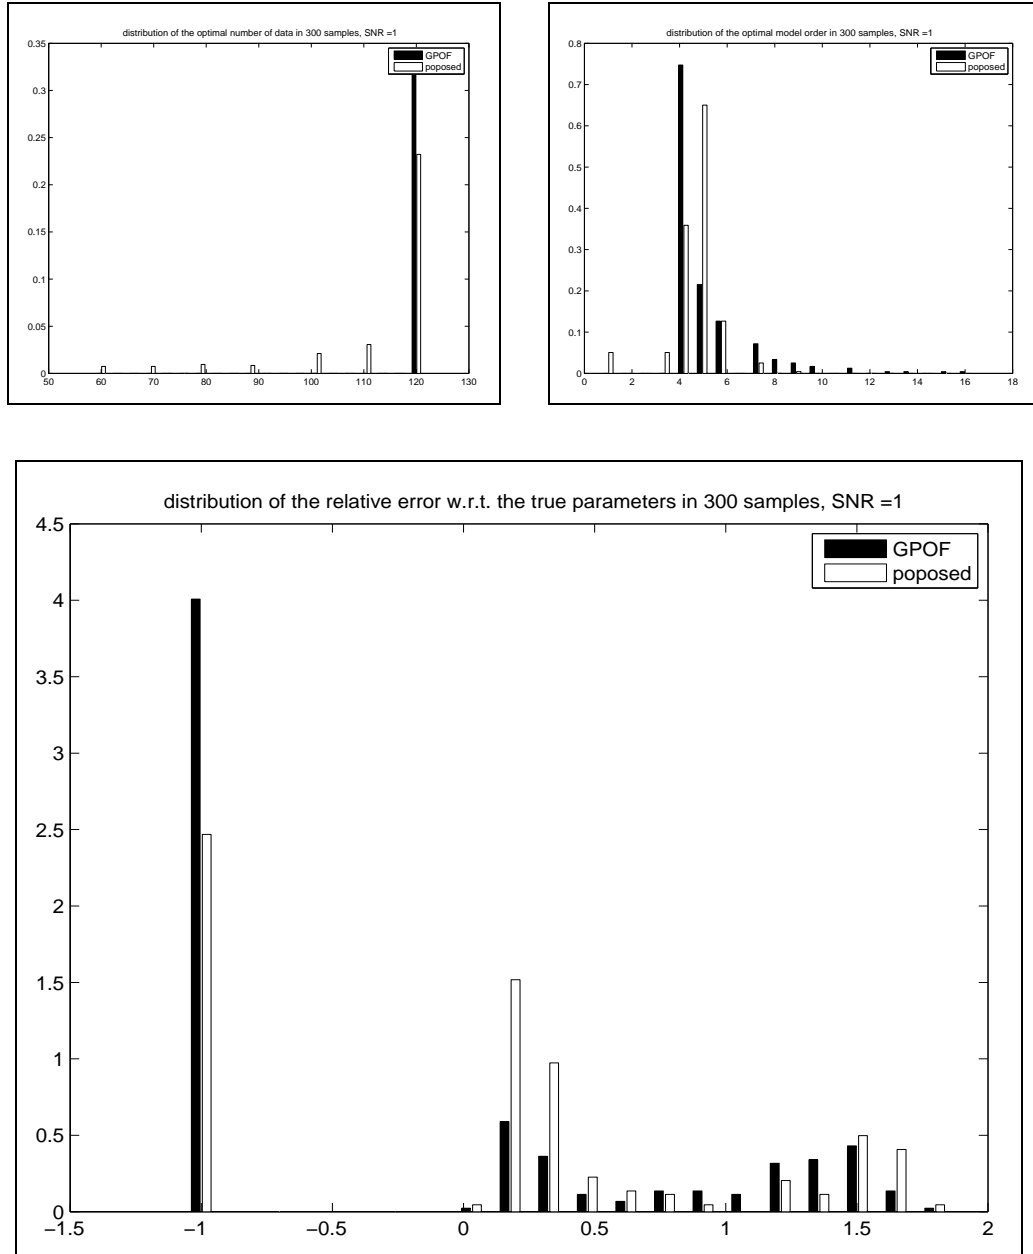 distribution of the optimal number of data in 300 samples, SNR =1
GPOF
poposed
0.35
0.3
0.25
0.2
0.15
0.1
0.05
0
50 60 70 80 90 100 110 120 130
distribution of the optimal model order in 300 samples, SNR =1
GPOF
poposed
0.8
0.7
0.6
0.5
0.4
0.3
0.2
0.1
0
0 2 4 6 8 10 12 14 16 18
distribution of the relative error w.r.t. the true parameters in 300 samples, SNR =1
GPOF
poposed
4.5
4
3.5
3
2.5
2
1.5
1
0.5
0
−1.5 −1 −0.5 0 0.5 1 1.5 2